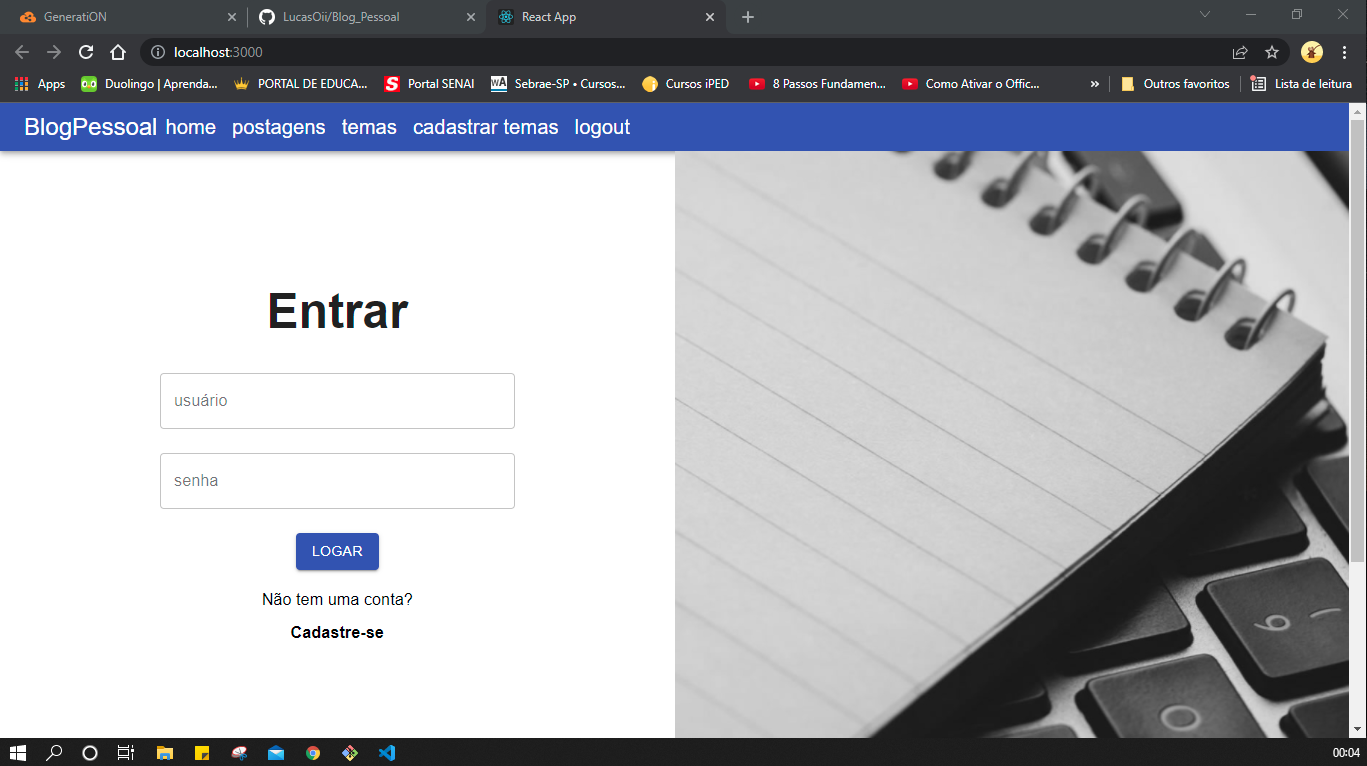 GeneratiON
LucasOii/Blog_Pessoal
React App
localhost:3000
Apps
Duolingo | Aprenda...
PORTAL DE EDUCA...
Portal SENAI
Sebrae-SP • Cursos...
Cursos iPED
8 Passos Fundamen...
Como Ativar o Offic...
Outros favoritos
Lista de leitura
BlogPessoal home postagens temas cadastrar temas logout
Entrar
usuário
senha
LOGAR
Não tem uma conta?
Cadastre-se
00:04